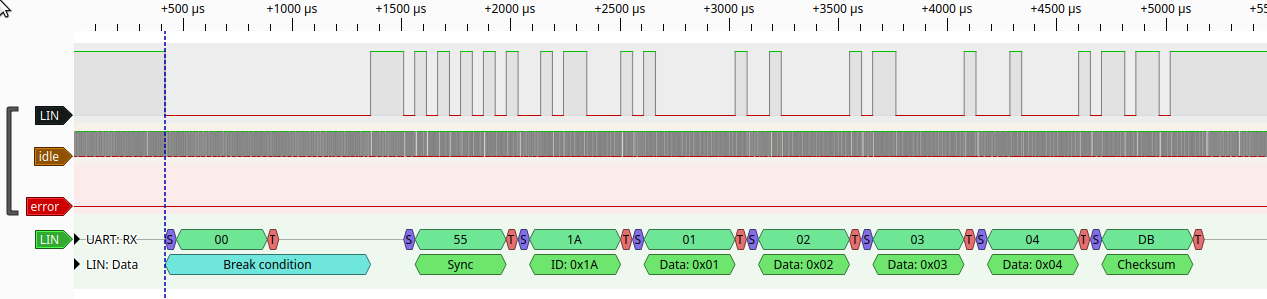 +500 µs +1000 µs +1500 µs +2000 µs +2500 µs +3000 µs +3500 µs +4000 µs +4500 µs +5000 µs +55
LIN
idle
error
LIN UART: RX S 00 T S 55 T S 1A T S 01 T S 02 T S 03 T S 04 T S DB T
LIN: Data Break condition Sync ID: 0x1A Data: 0x01 Data: 0x02 Data: 0x03 Data: 0x04 Checksum